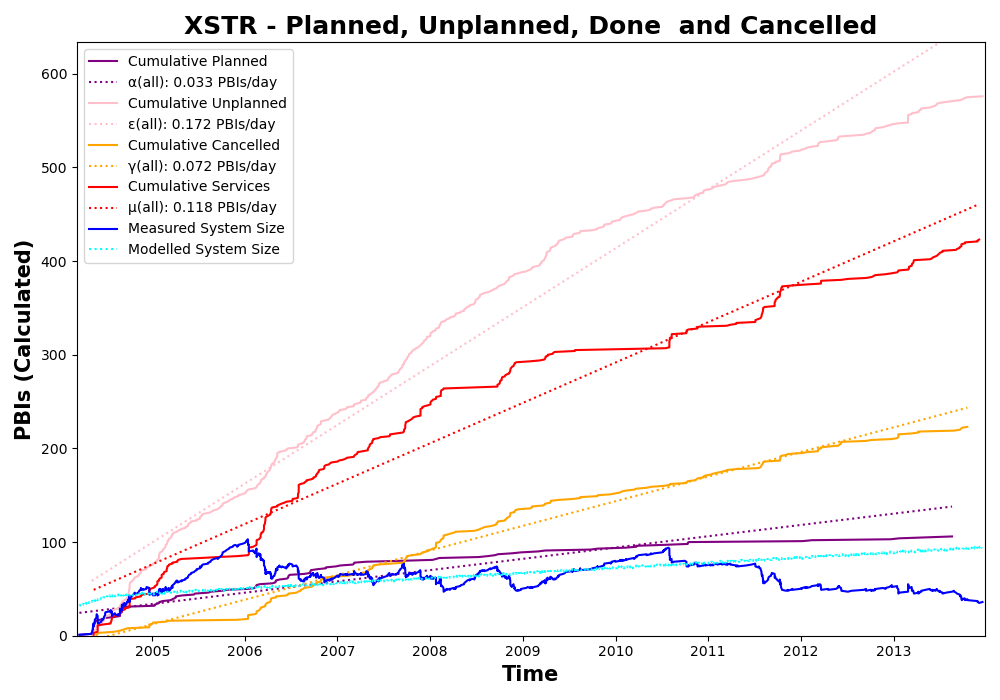 XSTR - Planned, Unplanned, Done  and Cancelled
PBIs (Calculated)
600
500
400
300
200
100
0
Cumulative Planned
α(all): 0.033 PBIs/day
Cumulative Unplanned
ε(all): 0.172 PBIs/day
Cumulative Cancelled
γ(all): 0.072 PBIs/day
Cumulative Services
μ(all): 0.118 PBIs/day
Measured System Size
Modelled System Size
2005 2006 2007 2008 2009 2010 2011 2012 2013
Time